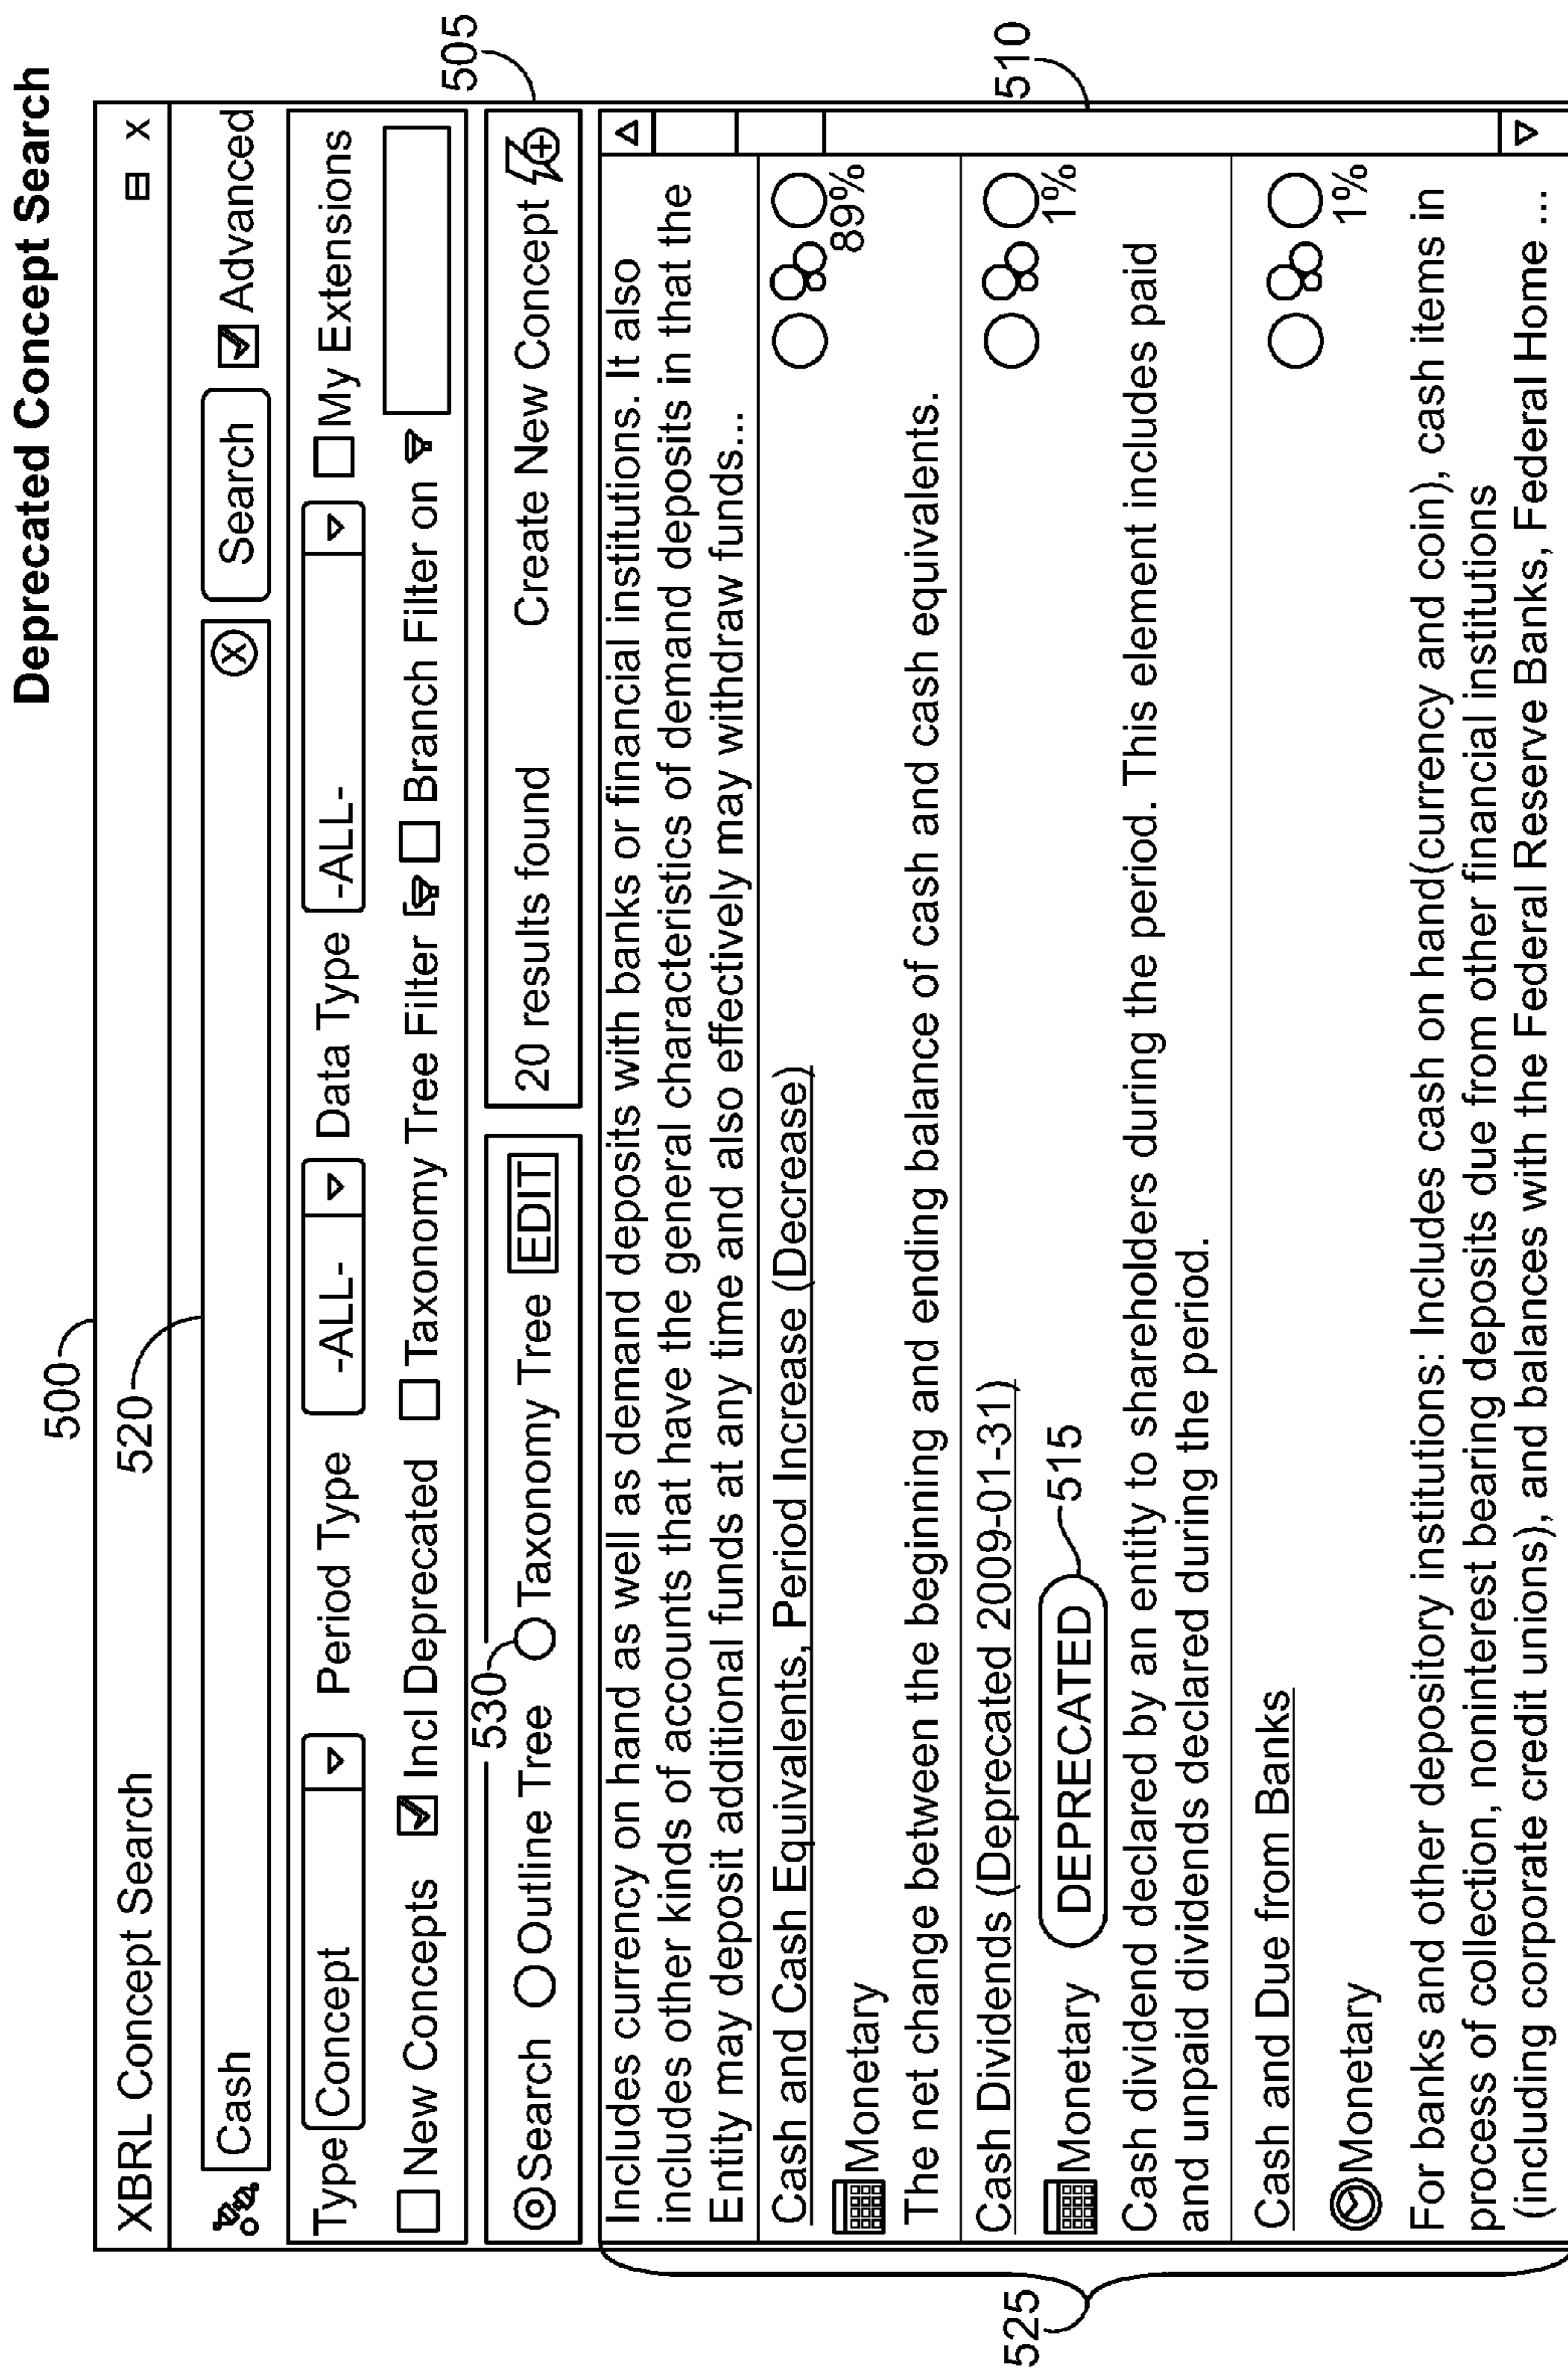 Deprecated Concept Search
500
XBRL Concept Search
x
520
Cash
X
Search
Advanced
Type Concept Period Type -ALL- Data Type -ALL- My Extensions
New Concepts Incl Deprecated Taxonomy Tree Filter Branch Filter on
530
505
Search Outline Tree Taxonomy Tree EDIT 20 results found Create New Concept
Includes currency on hand as well as demand deposits with banks or financial institutions. It also
includes other kinds of accounts that have the general characteristics of demand deposits in that the
Entity may deposit additional funds at any time and also effectively may withdraw funds...
Cash and Cash Equivalents, Period Increase (Decrease)
Monetary
89%
The net change between the beginning and ending balance of cash and cash equivalents.
510
Cash Dividends (Deprecated 2009-01-31)
Monetary DEPRECATED 515
1%
Cash dividend declared by an entity to shareholders during the period. This element includes paid
and unpaid dividends declared during the period.
525
Cash and Due from Banks
Monetary
1%
For banks and other depository institutions: Includes cash on hand(currency and coin), cash items in
process of collection, noninterest bearing deposits due from other financial institutions
(including corporate credit unions), and balances with the Federal Reserve Banks, Federal Home ...